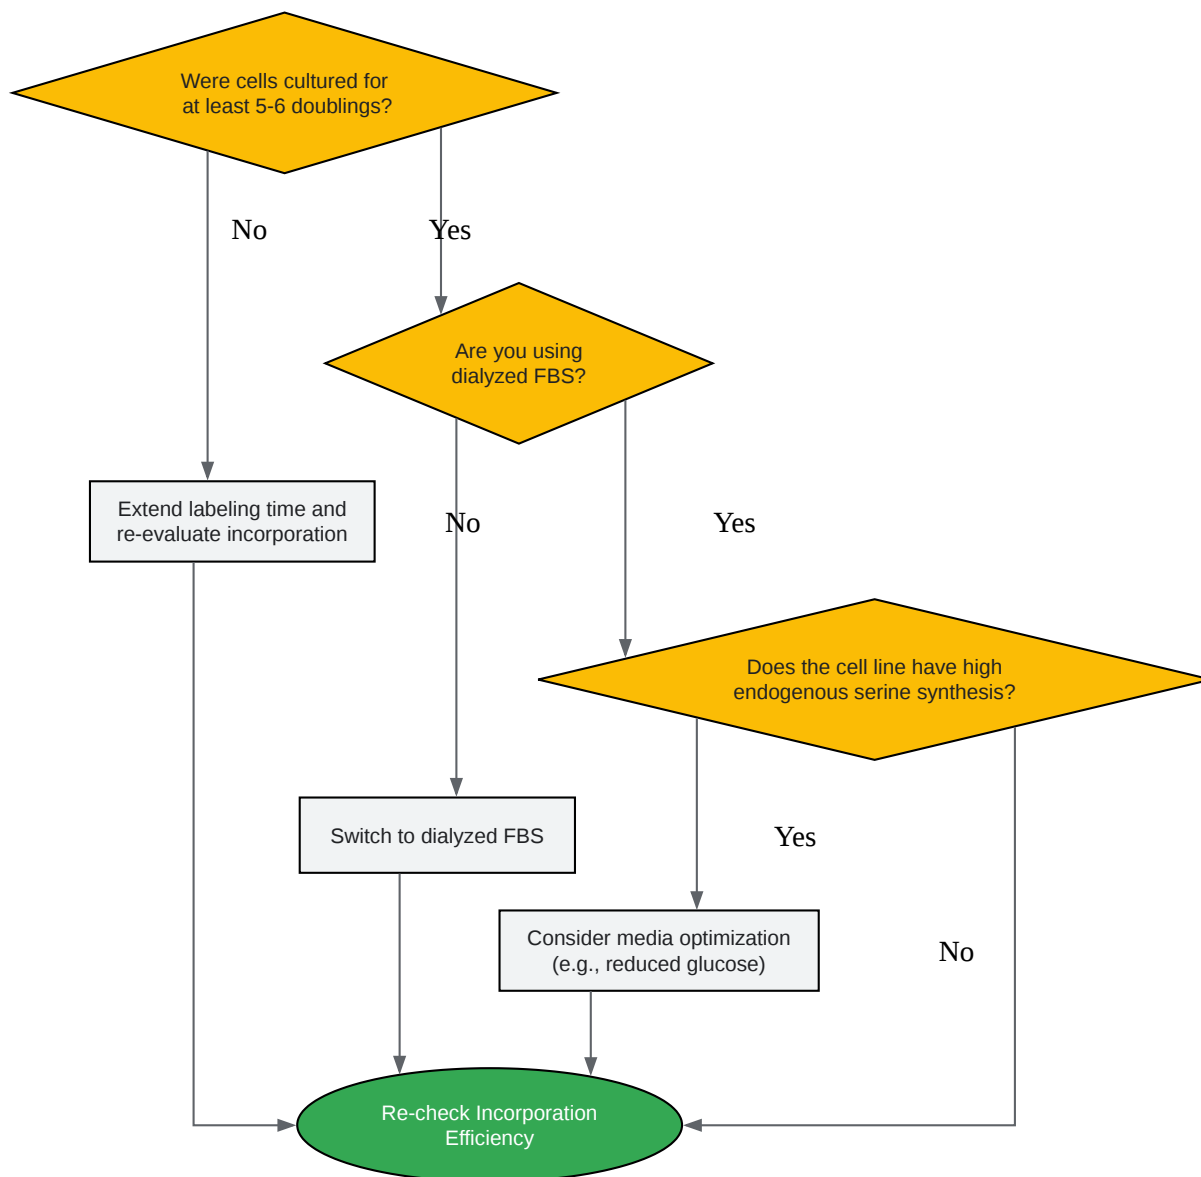 Were cells cultured for
at least 5-6 doublings?
No
Yes
Are you using
dialyzed FBS?
Extend labeling time and
re-evaluate incorporation
No
Yes
Does the cell line have high
endogenous serine synthesis?
Switch to dialyzed FBS
Yes
Consider media optimization
(e.g., reduced glucose)
No
Re-check Incorporation
Efficiency